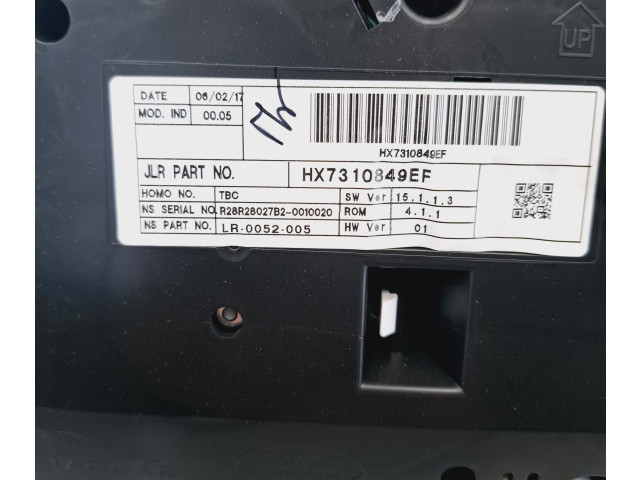 UP
DATE 06/02/17
MOD. IND 00.05
HX7310849EF
JLR PART NO. HX7310849EF
HOMO NO. TBC SW Ver 15.1.1.3
NS SERIAL NO. R28R28027B2-0010020 ROM 4.1.1
NS PART NO. LR-0052-005 HW Ver 01